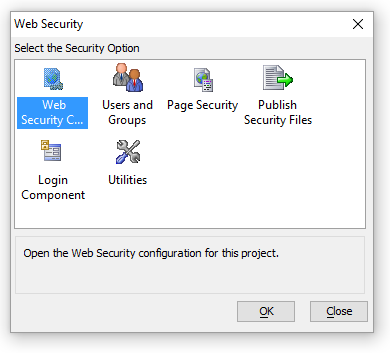 Web Security
Select the Security Option
Web Security C...
Users and Groups
Page Security
Publish Security Files
Login Component
Utilities
Open the Web Security configuration for this project.
OK
Close